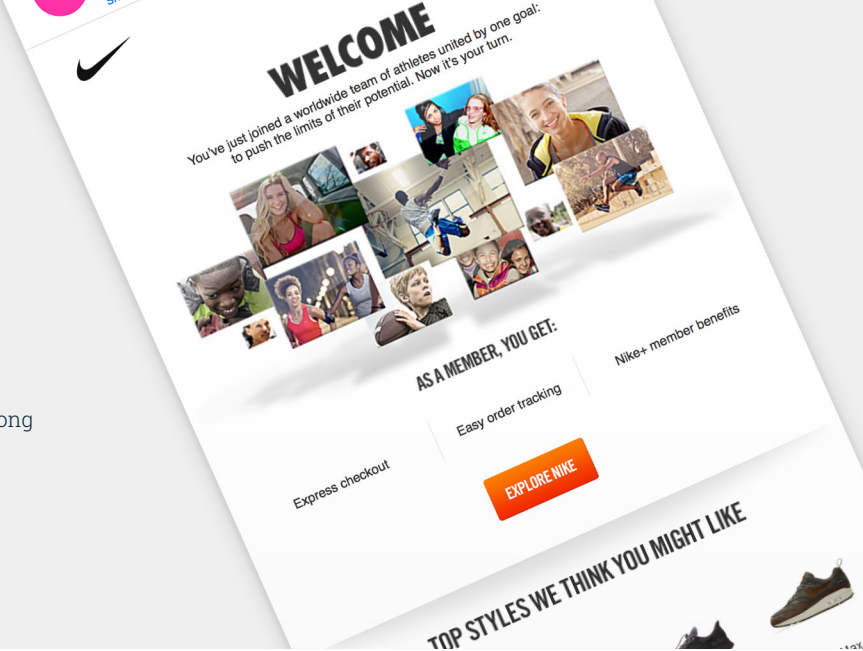 WELCOME
You've just joined a worldwide team of athletes united by one goal:
to push the limits of their potential. Now it's your turn.
AS A MEMBER, YOU GET:
Express checkout
Easy order tracking
Nike+ member benefits
EXPLORE NIKE
ong
TOP STYLES WE THINK YOU MIGHT LIKE
Max